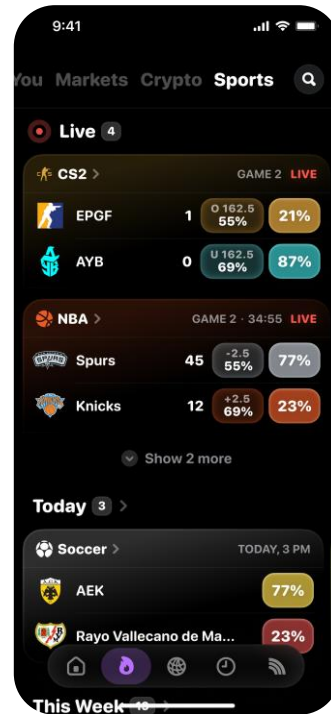 9:41
You Markets Crypto Sports
Live 4
CS2 > GAME 2 LIVE
EPGF 1 O 162.5 55% 21%
AYB 0 U 162.5 69% 87%
NBA > GAME 2 · 34:55 LIVE
Spurs 45 -2.5 55% 77%
Knicks 12 +2.5 69% 23%
Show 2 more
Today 3 >
Soccer > TODAY, 3 PM
AEK 77%
Rayo Vallecano de Ma... 23%
This Week